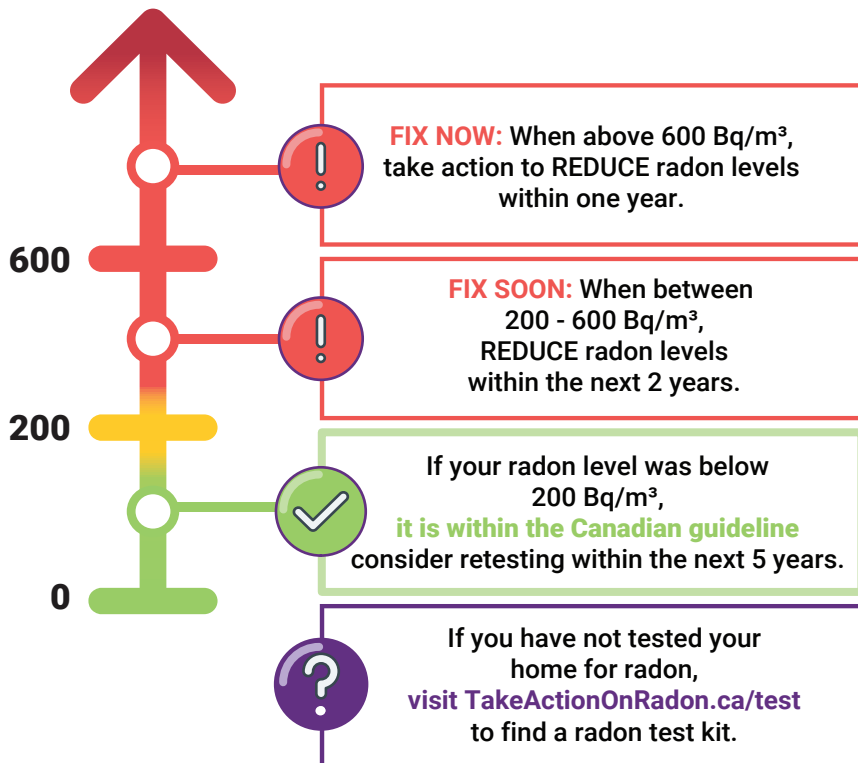 FIX NOW: When above 600 Bq/m³,
take action to REDUCE radon levels
within one year.
600
FIX SOON: When between
200 - 600 Bq/m³,
REDUCE radon levels
within the next 2 years.
200
If your radon level was below
200 Bq/m³,
it is within the Canadian guideline
consider retesting within the next 5 years.
0
If you have not tested your
home for radon,
visit TakeActionOnRadon.ca/test
to find a radon test kit.